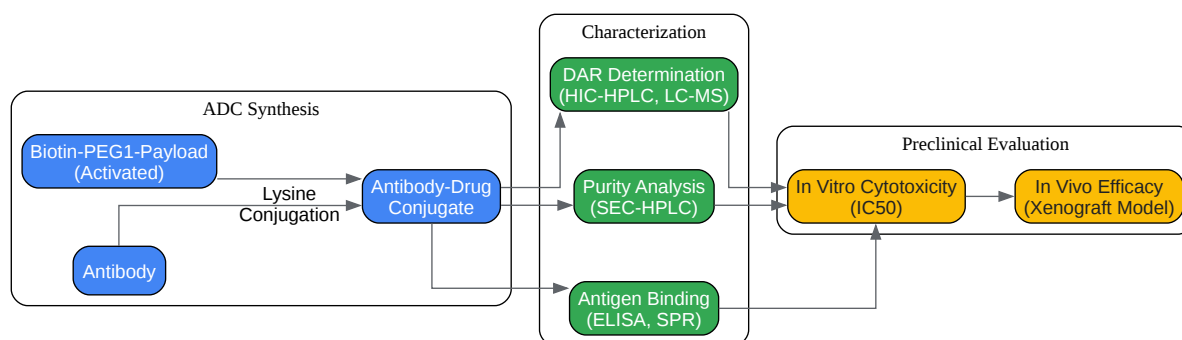 ADC Synthesis
Biotin-PEG1-Payload
(Activated)
Antibody
Lysine
Conjugation
Antibody-Drug
Conjugate
Characterization
DAR Determination
(HIC-HPLC, LC-MS)
Purity Analysis
(SEC-HPLC)
Antigen Binding
(ELISA, SPR)
Preclinical Evaluation
In Vitro Cytotoxicity
(IC50)
In Vivo Efficacy
(Xenograft Model)